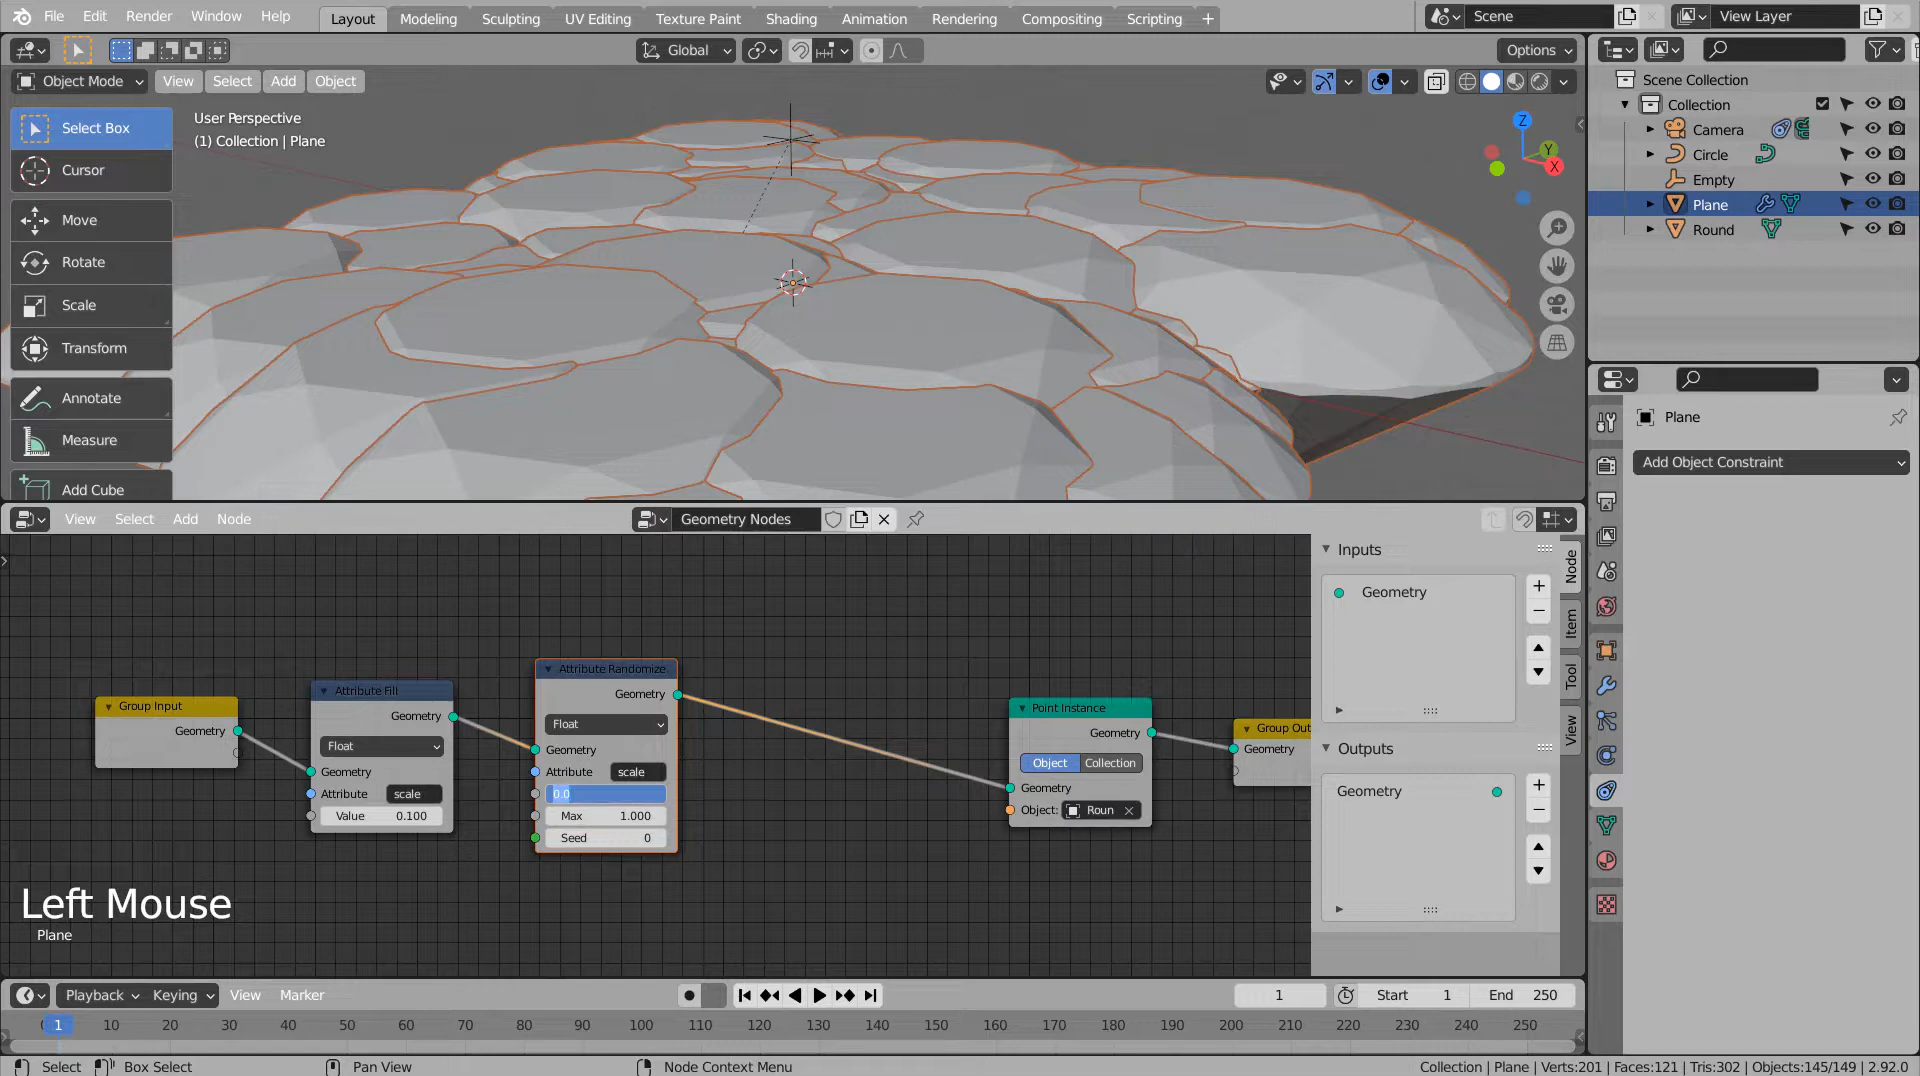 File Edit Render Window Help Layout Modeling Sculpting UV Editing Texture Paint Shading Animation Rendering Compositing Scripting + Scene View Layer
Global Options
Object Mode View Select Add Object
Scene Collection
Collection
Camera
Circle
Empty
Plane
Round
Select Box
Cursor
Move
Rotate
Scale
Transform
Annotate
Measure
Add Cube
User Perspective
(1) Collection | Plane
Z
Y
X
Plane
Add Object Constraint
View Select Add Node Geometry Nodes
Group Input
Geometry
Attribute Fill
Geometry
Float
Geometry
Attribute scale
Value 0.100
Attribute Randomize
Geometry
Float
Geometry
Attribute scale
0.0
Max 1.000
Seed 0
Point Instance
Geometry
Object Collection
Geometry
Object: Roun
Group Out
Geometry
Inputs
Geometry
Outputs
Geometry
Node
Item
Tool
View
Left Mouse
Plane
Playback Keying View Marker 1 Start 1 End 250
1 10 20 30 40 50 60 70 80 90 100 110 120 130 140 150 160 170 180 190 200 210 220 230 240 250
Select Box Select Pan View Node Context Menu Collection | Plane | Verts:201 | Faces:121 | Tris:302 | Objects:145/149 | 2.92.0